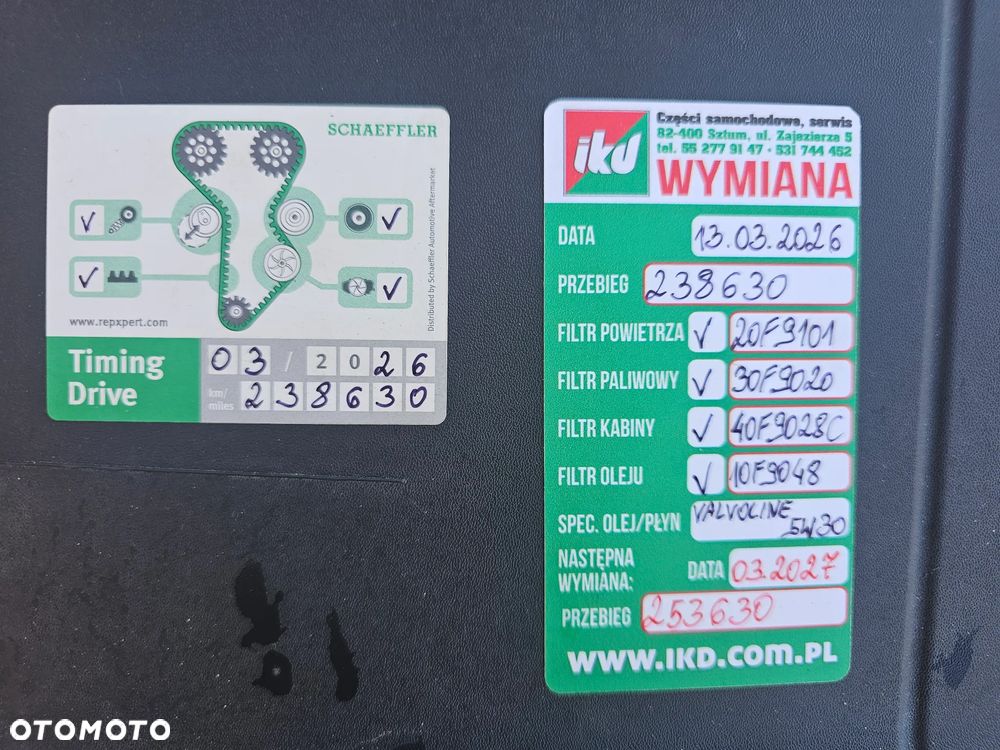 SCHAEFFLER
Distributed by Schaeffler Automotive Aftermarket
www.repxpert.com
Timing
Drive
03 / 2026
km/
miles
238630
ikd
Części samochodowe, serwis
82-400 Sztum, ul. Zajezierze 5
tel. 55 277 91 47 • 531 744 452
WYMIANA
DATA 13.03.2026
PRZEBIEG 238630
FILTR POWIETRZA ✓ 20F9101
FILTR PALIWOWY ✓ 30F9020
FILTR KABINY ✓ 40F9028C
FILTR OLEJU ✓ 10F9048
SPEC. OLEJ/PŁYN VALVOLINE
5W30
NASTĘPNA
WYMIANA: DATA 03.2027
PRZEBIEG 253630
WWW.IKD.COM.PL
OTOMOTO